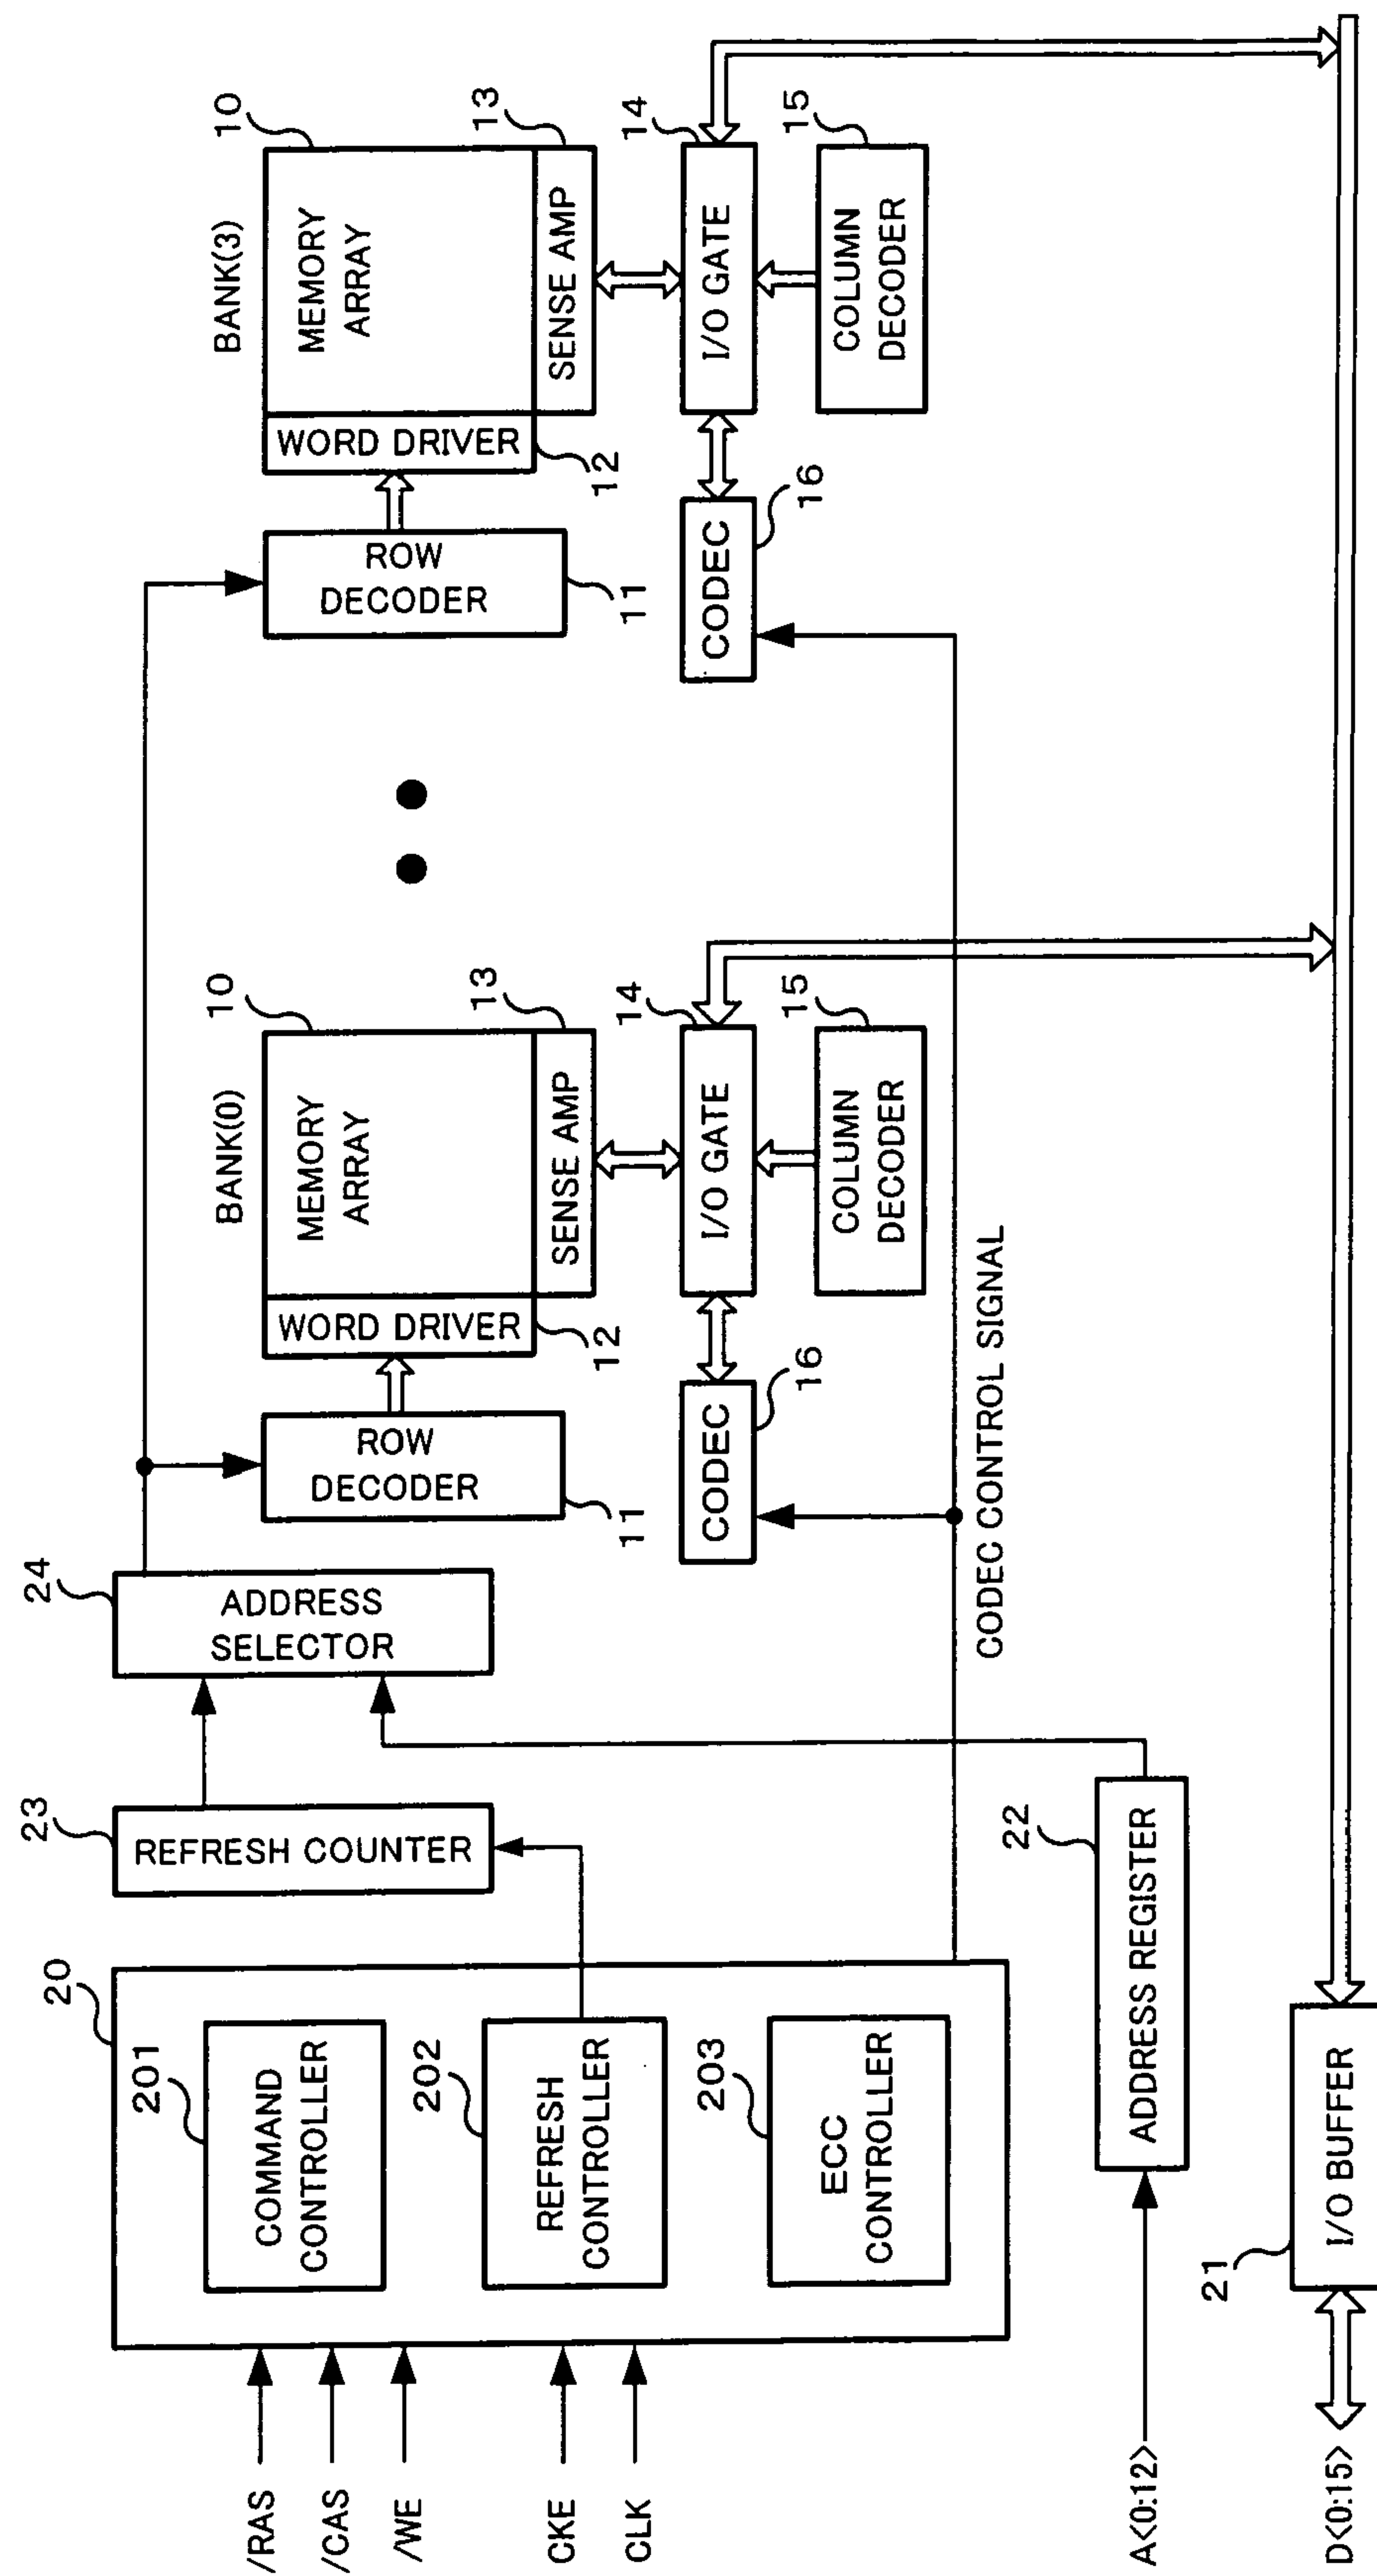 /RAS
/CAS
/WE
CKE
CLK
A<0:12>
D<0:15>
20
201
COMMAND
CONTROLLER
202
REFRESH
CONTROLLER
203
ECC
CONTROLLER
23
REFRESH COUNTER
24
ADDRESS
SELECTOR
22
ADDRESS REGISTER
21
I/O BUFFER
CODEC CONTROL SIGNAL
BANK(0)
10
MEMORY
ARRAY
WORD DRIVER
12
SENSE AMP
13
ROW
DECODER
11
I/O GATE
14
CODEC
16
COLUMN
DECODER
15
BANK(3)
10
MEMORY
ARRAY
WORD DRIVER
12
SENSE AMP
13
ROW
DECODER
11
I/O GATE
14
CODEC
16
COLUMN
DECODER
15